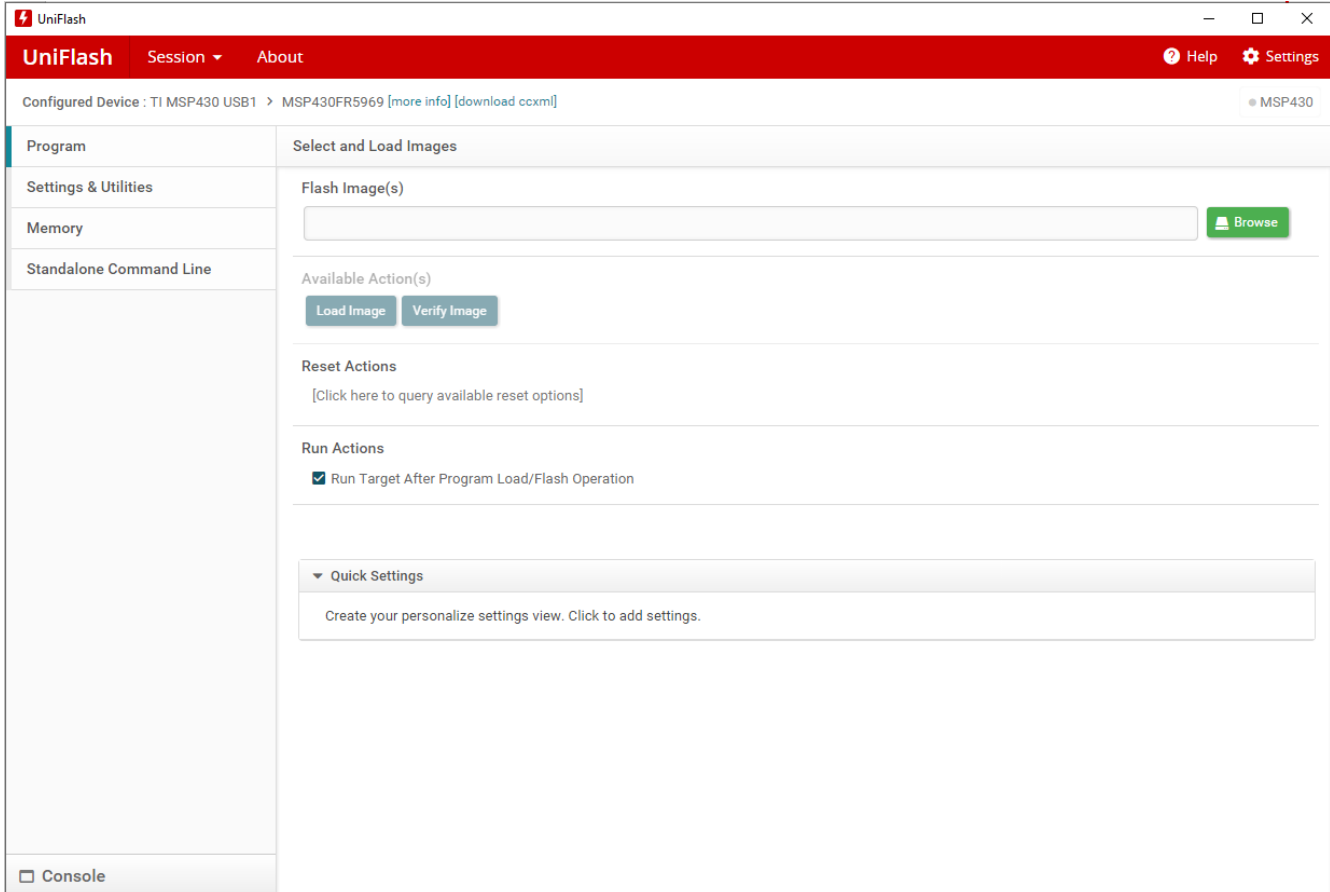 UniFlash
UniFlash Session About Help Settings
Configured Device : TI MSP430 USB1 > MSP430FR5969 [more info] [download ccxml] MSP430
Program
Settings & Utilities
Memory
Standalone Command Line
Select and Load Images
Flash Image(s)
Browse
Available Action(s)
Load Image Verify Image
Reset Actions
[Click here to query available reset options]
Run Actions
Run Target After Program Load/Flash Operation
Quick Settings
Create your personalize settings view. Click to add settings.
Console